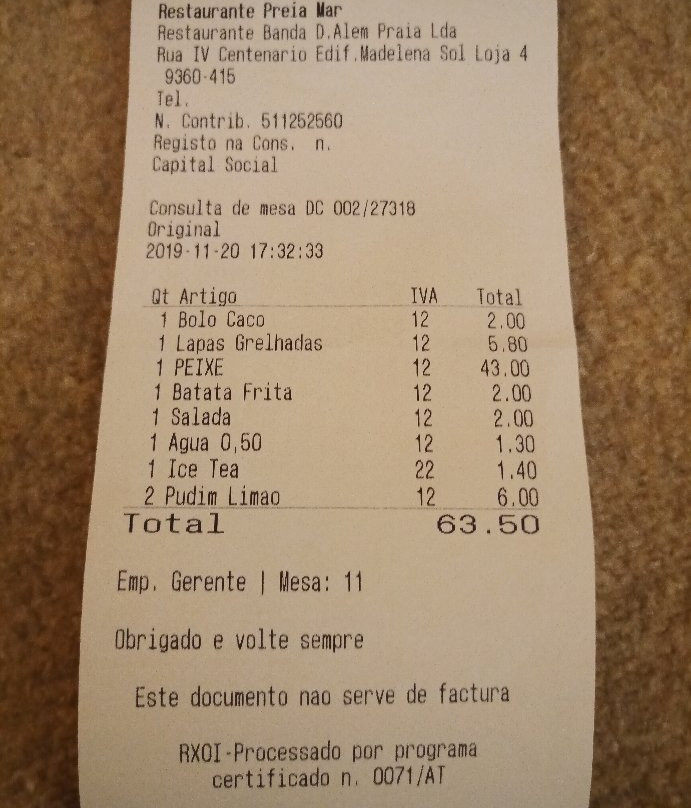 Restaurante Preia Mar
Restaurante Banda D.Alem Praia Lda
Rua IV Centenario Edif.Madelena Sol Loja 4
9360-415
Tel.
N. Contrib. 511252560
Registo na Cons. n.
Capital Social
Consulta de mesa DC 002/27318
Original
2019-11-20 17:32:33
Qt Artigo IVA Total
1 Bolo Caco 12 2.00
1 Lapas Grelhadas 12 5.80
1 PEIXE 12 43.00
1 Batata Frita 12 2.00
1 Salada 12 2.00
1 Agua 0,50 12 1.30
1 Ice Tea 22 1.40
2 Pudim Limao 12 6.00
Total 63.50
Emp. Gerente | Mesa: 11
Obrigado e volte sempre
Este documento nao serve de factura
RXOI-Processado por programa
certificado n. 0071/AT